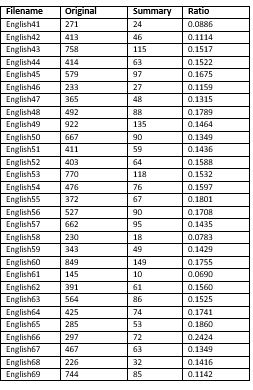 Filename Original Summary Ratio
English41 271 24 0.0886
English42 413 46 0.1114
English43 758 115 0.1517
English44 414 63 0.1522
English45 579 97 0.1675
English46 233 27 0.1159
English47 365 48 0.1315
English48 492 88 0.1789
English49 922 135 0.1464
English50 667 90 0.1349
English51 411 59 0.1436
English52 403 64 0.1588
English53 770 118 0.1532
English54 476 76 0.1597
English55 372 67 0.1801
English56 527 90 0.1708
English57 662 95 0.1435
English58 230 18 0.0783
English59 343 49 0.1429
English60 849 149 0.1755
English61 145 10 0.0690
English62 391 61 0.1560
English63 564 86 0.1525
English64 425 74 0.1741
English65 285 53 0.1860
English66 297 72 0.2424
English67 467 63 0.1349
English68 226 32 0.1416
English69 744 85 0.1142